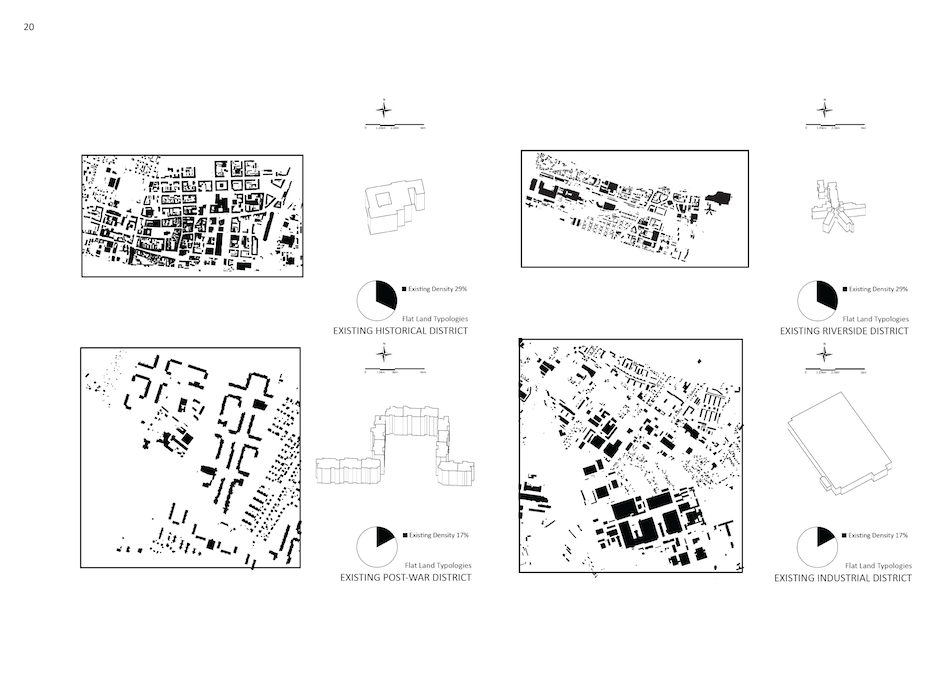 20
N
N
Existing Density 29%
Flat Land Typologies
EXISTING HISTORICAL DISTRICT
Existing Density 29%
Flat Land Typologies
EXISTING RIVERSIDE DISTRICT
N
N
Existing Density 17%
Flat Land Typologies
EXISTING POST-WAR DISTRICT
Existing Density 17%
Flat Land Typologies
EXISTING INDUSTRIAL DISTRICT